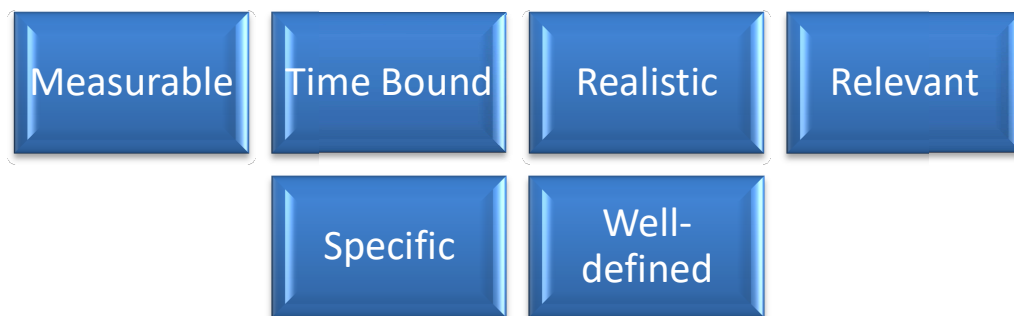 Measurable
Time Bound
Realistic
Relevant
Specific
Well-
defined